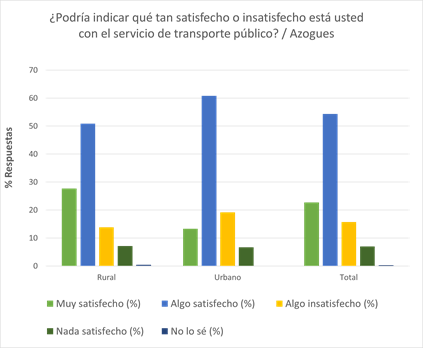 ¿Podría indicar qué tan satisfecho o insatisfecho está usted
con el servicio de transporte público? / Azogues
70
60
50
40
30
20
10
0
% Respuestas
Rural
Urbano
Total
Muy satisfecho (%)
Algo satisfecho (%)
Algo insatisfecho (%)
Nada satisfecho (%)
No lo sé (%)